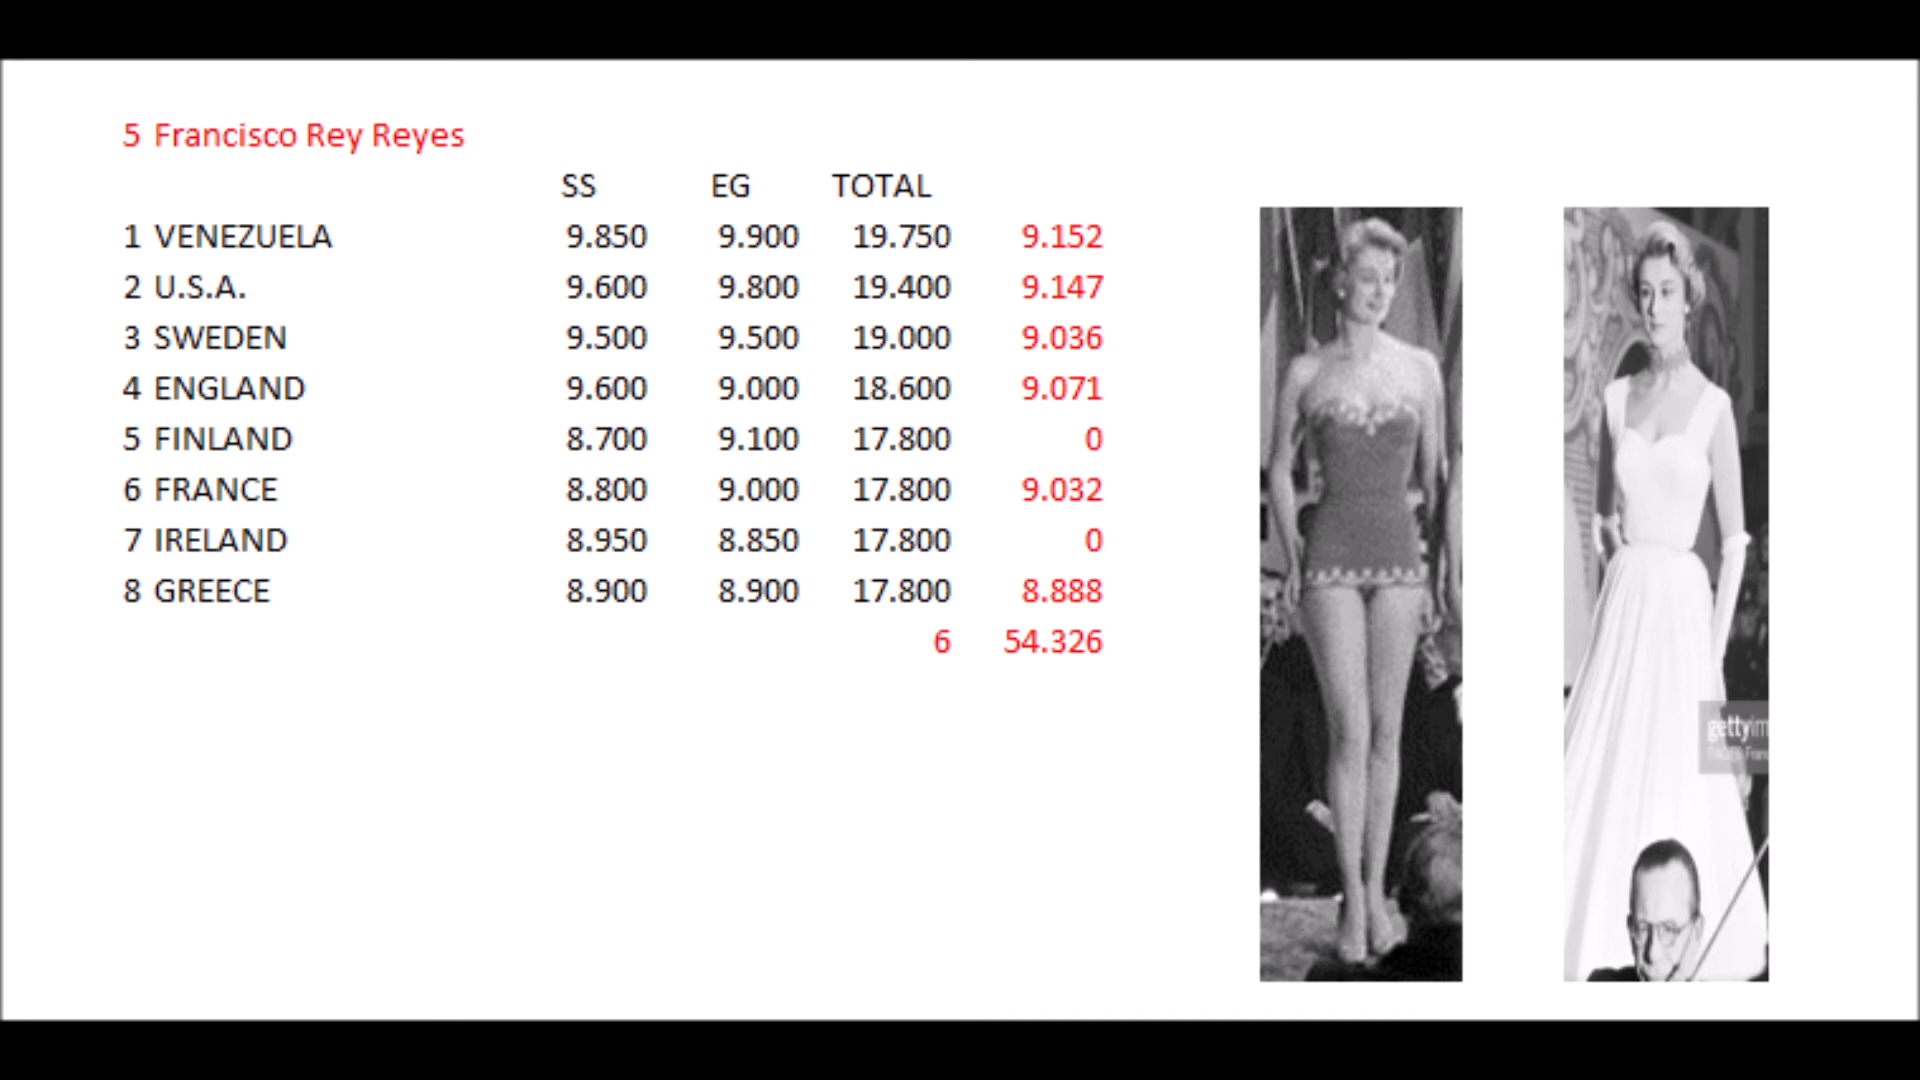 5 Francisco Rey Reyes
SS EG TOTAL
1 VENEZUELA 9.850 9.900 19.750 9.152
2 U.S.A. 9.600 9.800 19.400 9.147
3 SWEDEN 9.500 9.500 19.000 9.036
4 ENGLAND 9.600 9.000 18.600 9.071
5 FINLAND 8.700 9.100 17.800 0
6 FRANCE 8.800 9.000 17.800 9.032
7 IRELAND 8.950 8.850 17.800 0
8 GREECE 8.900 8.900 17.800 8.888
6 54.326
gettyim